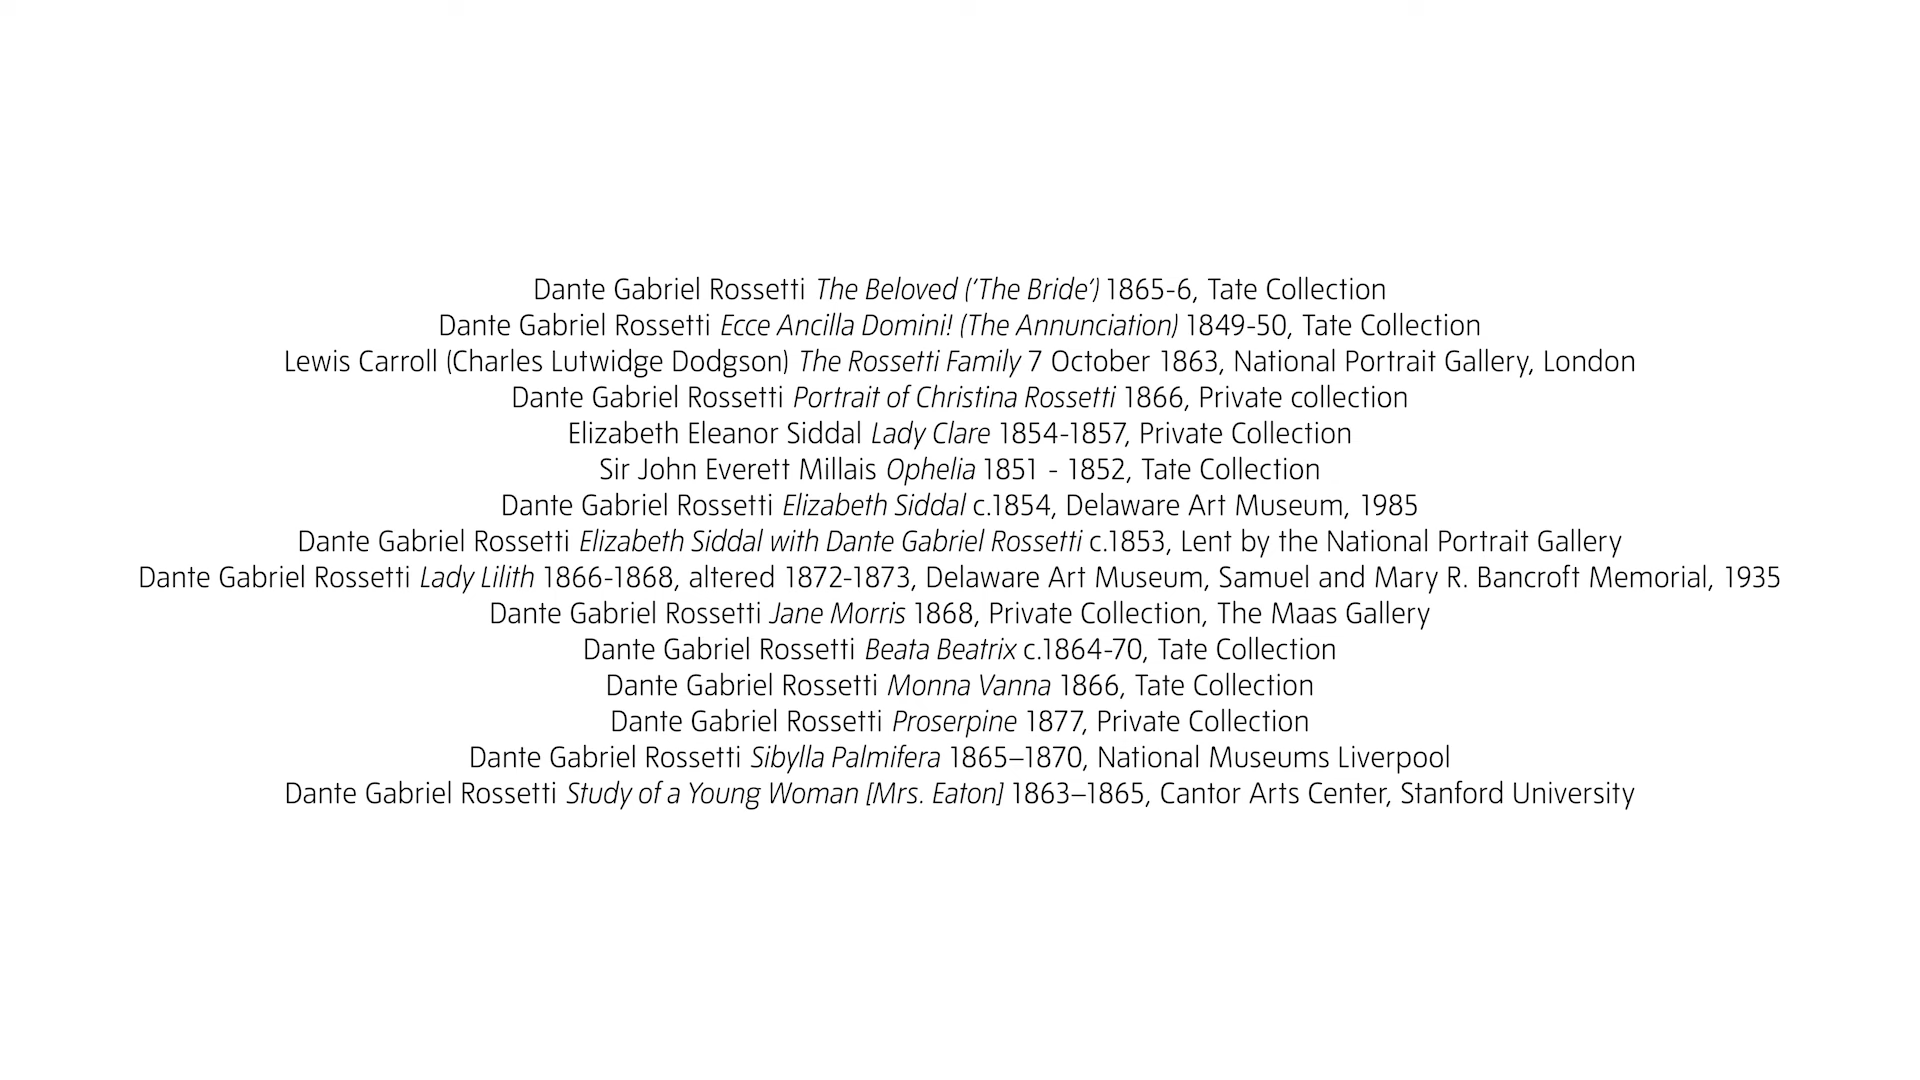 Dante Gabriel Rossetti The Beloved (‘The Bride’) 1865-6, Tate Collection
Dante Gabriel Rossetti Ecce Ancilla Domini! (The Annunciation) 1849-50, Tate Collection
Lewis Carroll (Charles Lutwidge Dodgson) The Rossetti Family 7 October 1863, National Portrait Gallery, London
Dante Gabriel Rossetti Portrait of Christina Rossetti 1866, Private collection
Elizabeth Eleanor Siddal Lady Clare 1854-1857, Private Collection
Sir John Everett Millais Ophelia 1851 - 1852, Tate Collection
Dante Gabriel Rossetti Elizabeth Siddal c.1854, Delaware Art Museum, 1985
Dante Gabriel Rossetti Elizabeth Siddal with Dante Gabriel Rossetti c.1853, Lent by the National Portrait Gallery
Dante Gabriel Rossetti Lady Lilith 1866-1868, altered 1872-1873, Delaware Art Museum, Samuel and Mary R. Bancroft Memorial, 1935
Dante Gabriel Rossetti Jane Morris 1868, Private Collection, The Maas Gallery
Dante Gabriel Rossetti Beata Beatrix c.1864-70, Tate Collection
Dante Gabriel Rossetti Monna Vanna 1866, Tate Collection
Dante Gabriel Rossetti Proserpine 1877, Private Collection
Dante Gabriel Rossetti Sibylla Palmifera 1865–1870, National Museums Liverpool
Dante Gabriel Rossetti Study of a Young Woman [Mrs. Eaton] 1863–1865, Cantor Arts Center, Stanford University